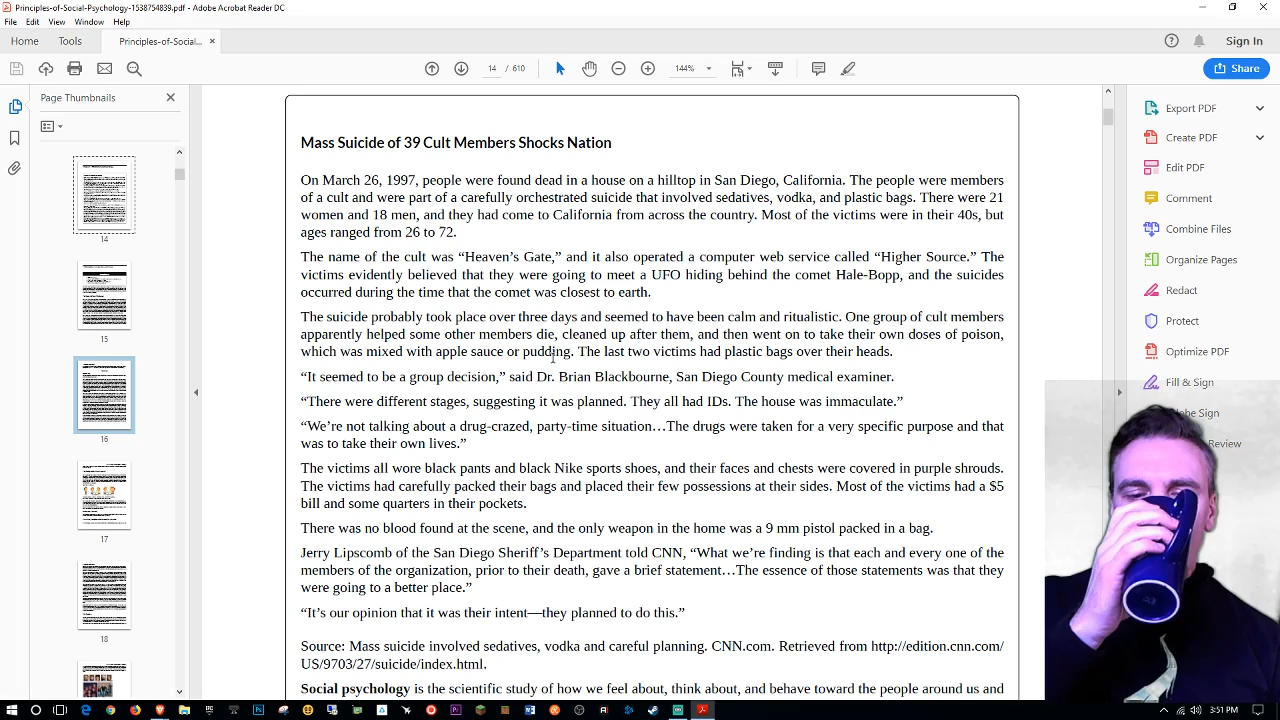 Principles-of-Social-Psychology-1538754839.pdf - Adobe Acrobat Reader DC
File Edit View Window Help
Home Tools Principles-of-Social... × Sign In
14 / 610 144% Share
Page Thumbnails
14
15
16
17
18
Mass Suicide of 39 Cult Members Shocks Nation
On March 26, 1997, people were found dead in a house on a hilltop in San Diego, California. The people were members
of a cult and were part of a carefully orchestrated suicide that involved sedatives, vodka, and plastic bags. There were 21
women and 18 men, and they had come to California from across the country. Most of the victims were in their 40s, but
ages ranged from 26 to 72.
The name of the cult was “Heaven’s Gate,” and it also operated a computer web service called “Higher Source.” The
victims evidently believed that they were going to meet a UFO hiding behind the comet Hale-Bopp, and the suicides
occurred during the time that the comet was closest to earth.
The suicide probably took place over three days and seemed to have been calm and ritualistic. One group of cult members
apparently helped some other members die, cleaned up after them, and then went on to take their own doses of poison,
which was mixed with apple sauce or pudding. The last two victims had plastic bags over their heads.
“It seemed to be a group decision,” said Dr. Brian Blackbourne, San Diego County medical examiner.
“There were different stages, suggesting it was planned. They all had IDs. The house was immaculate.”
“We’re not talking about a drug-crazed, party-time situation…The drugs were taken for a very specific purpose and that
was to take their own lives.”
The victims all wore black pants and black Nike sports shoes, and their faces and chests were covered in purple shrouds.
The victims had carefully packed their bags and placed their few possessions at their sides. Most of the victims had a $5
bill and some quarters in their pockets.
There was no blood found at the scene, and the only weapon in the home was a 9 mm pistol packed in a bag.
Jerry Lipscomb of the San Diego Sheriff’s Department told CNN, “What we’re finding is that each and every one of the
members of the organization, prior to their death, gave a brief statement…The essence of those statements was that they
were going to a better place.”
“It’s our opinion that it was their intent—they planned to do this.”
Source: Mass suicide involved sedatives, vodka and careful planning. CNN.com. Retrieved from http://edition.cnn.com/
US/9703/27/suicide/index.html.
Social psychology is the scientific study of how we feel about, think about, and behave toward the people around us and
Export PDF
Create PDF
Edit PDF
Comment
Combine Files
Organize Pages
Redact
Protect
Optimize PDF
Fill & Sign
Adobe Sign
Review
3:51 PM